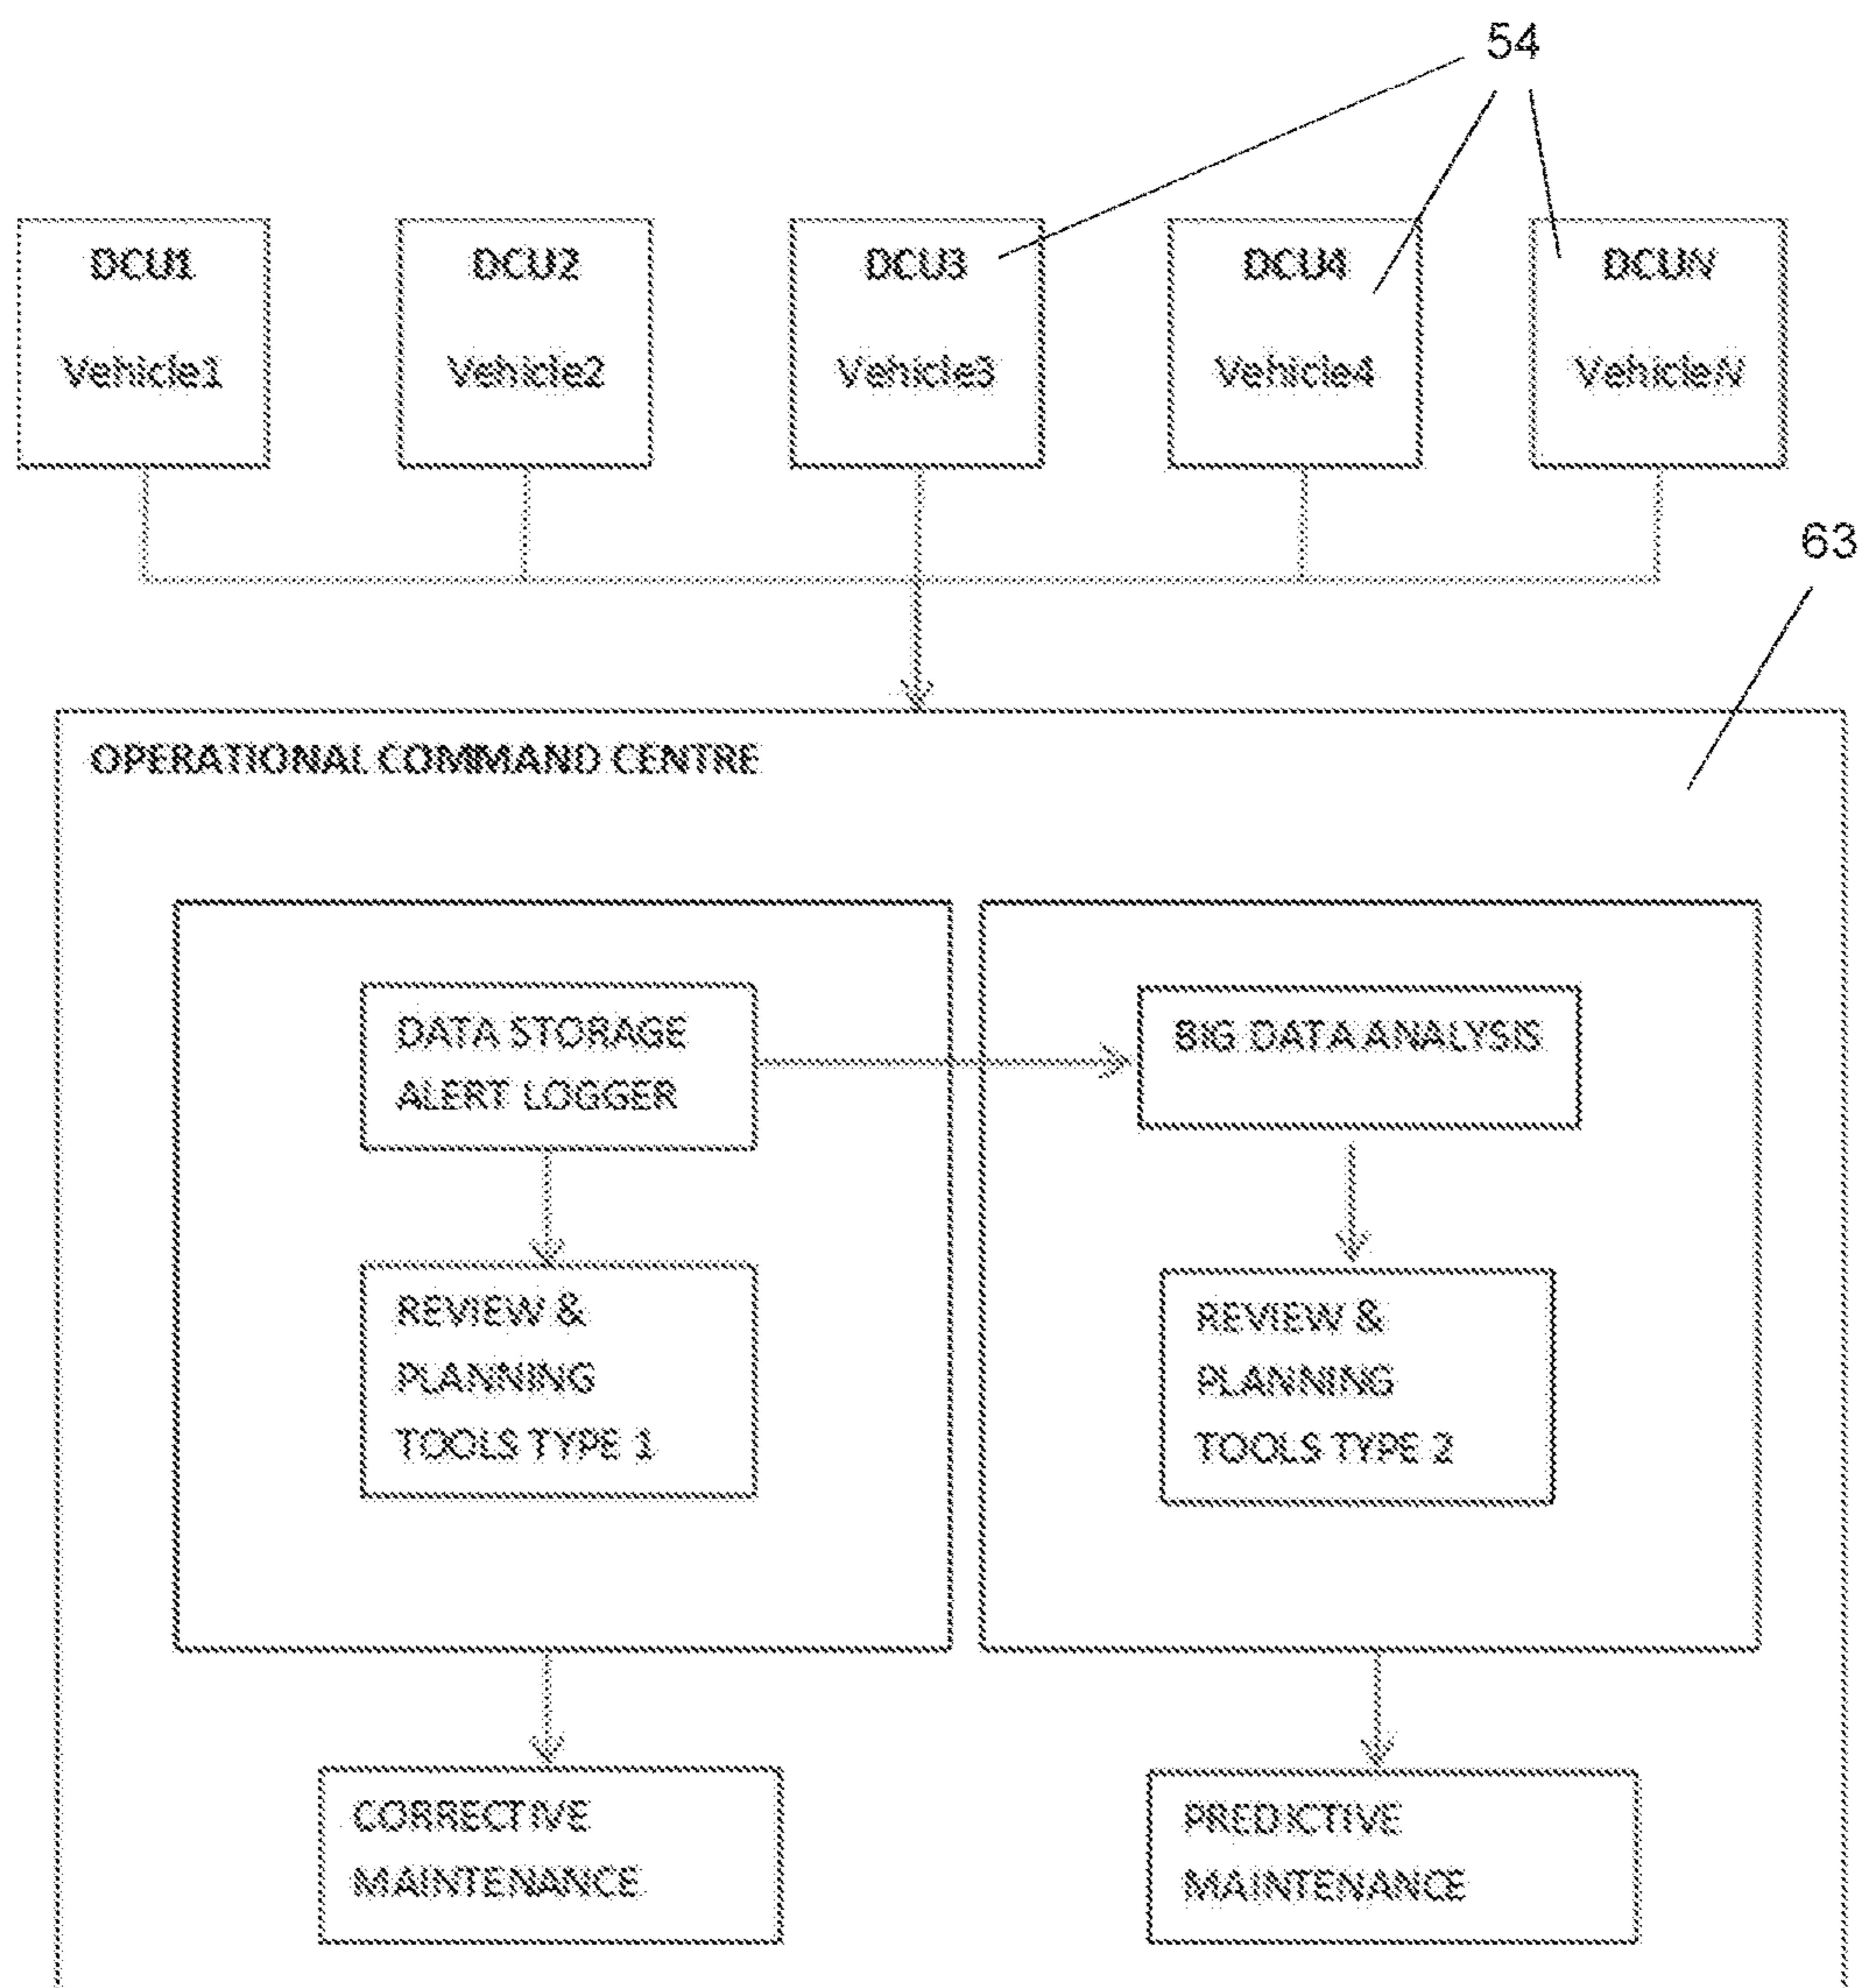 54
DCU1
Vehicle1
DCU2
Vehicle2
DCU3
Vehicle3
DCU4
Vehicle4
DCUN
VehicleN
63
OPERATIONAL COMMAND CENTRE
DATA STORAGE
ALERT LOGGER
BIG DATA ANALYSIS
REVIEW &
PLANNING
TOOLS TYPE 1
REVIEW &
PLANNING
TOOLS TYPE 2
CORRECTIVE
MAINTENANCE
PREDICTIVE
MAINTENANCE